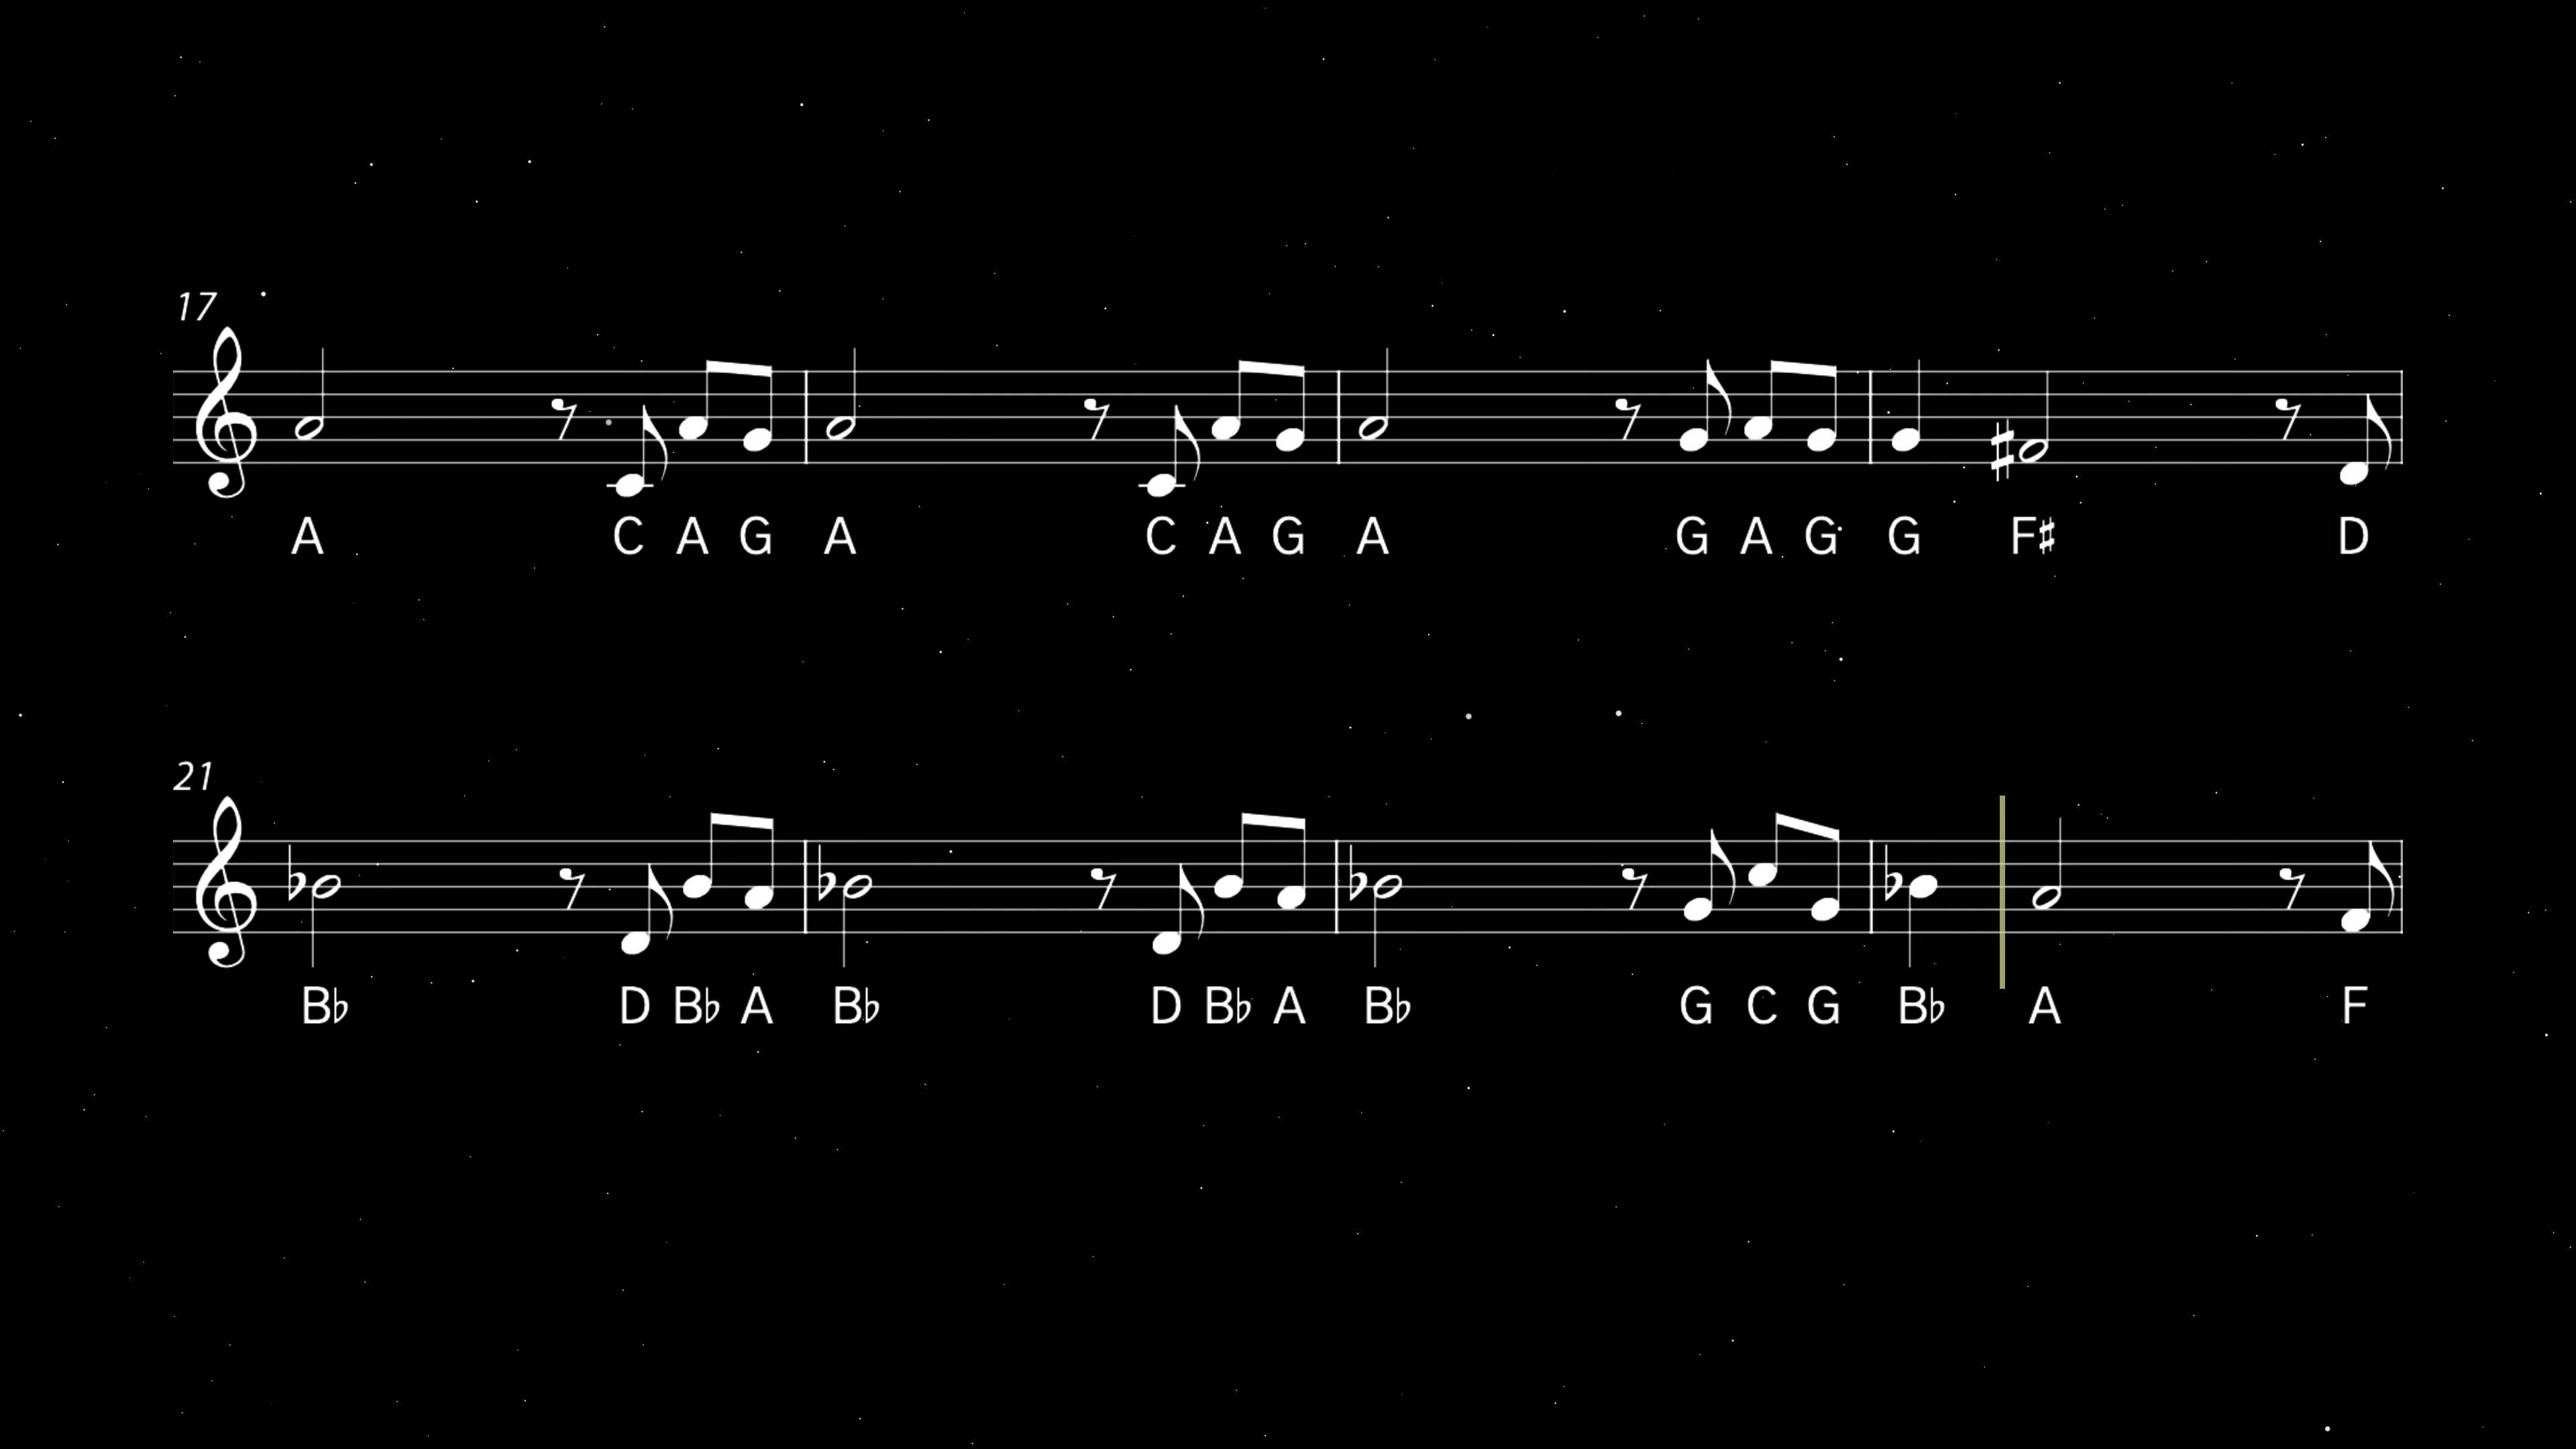 17
A C A G A C A G A G A G G F♯ D
21
B♭ D B♭ A B♭ D B♭ A B♭ G C G B♭ A F